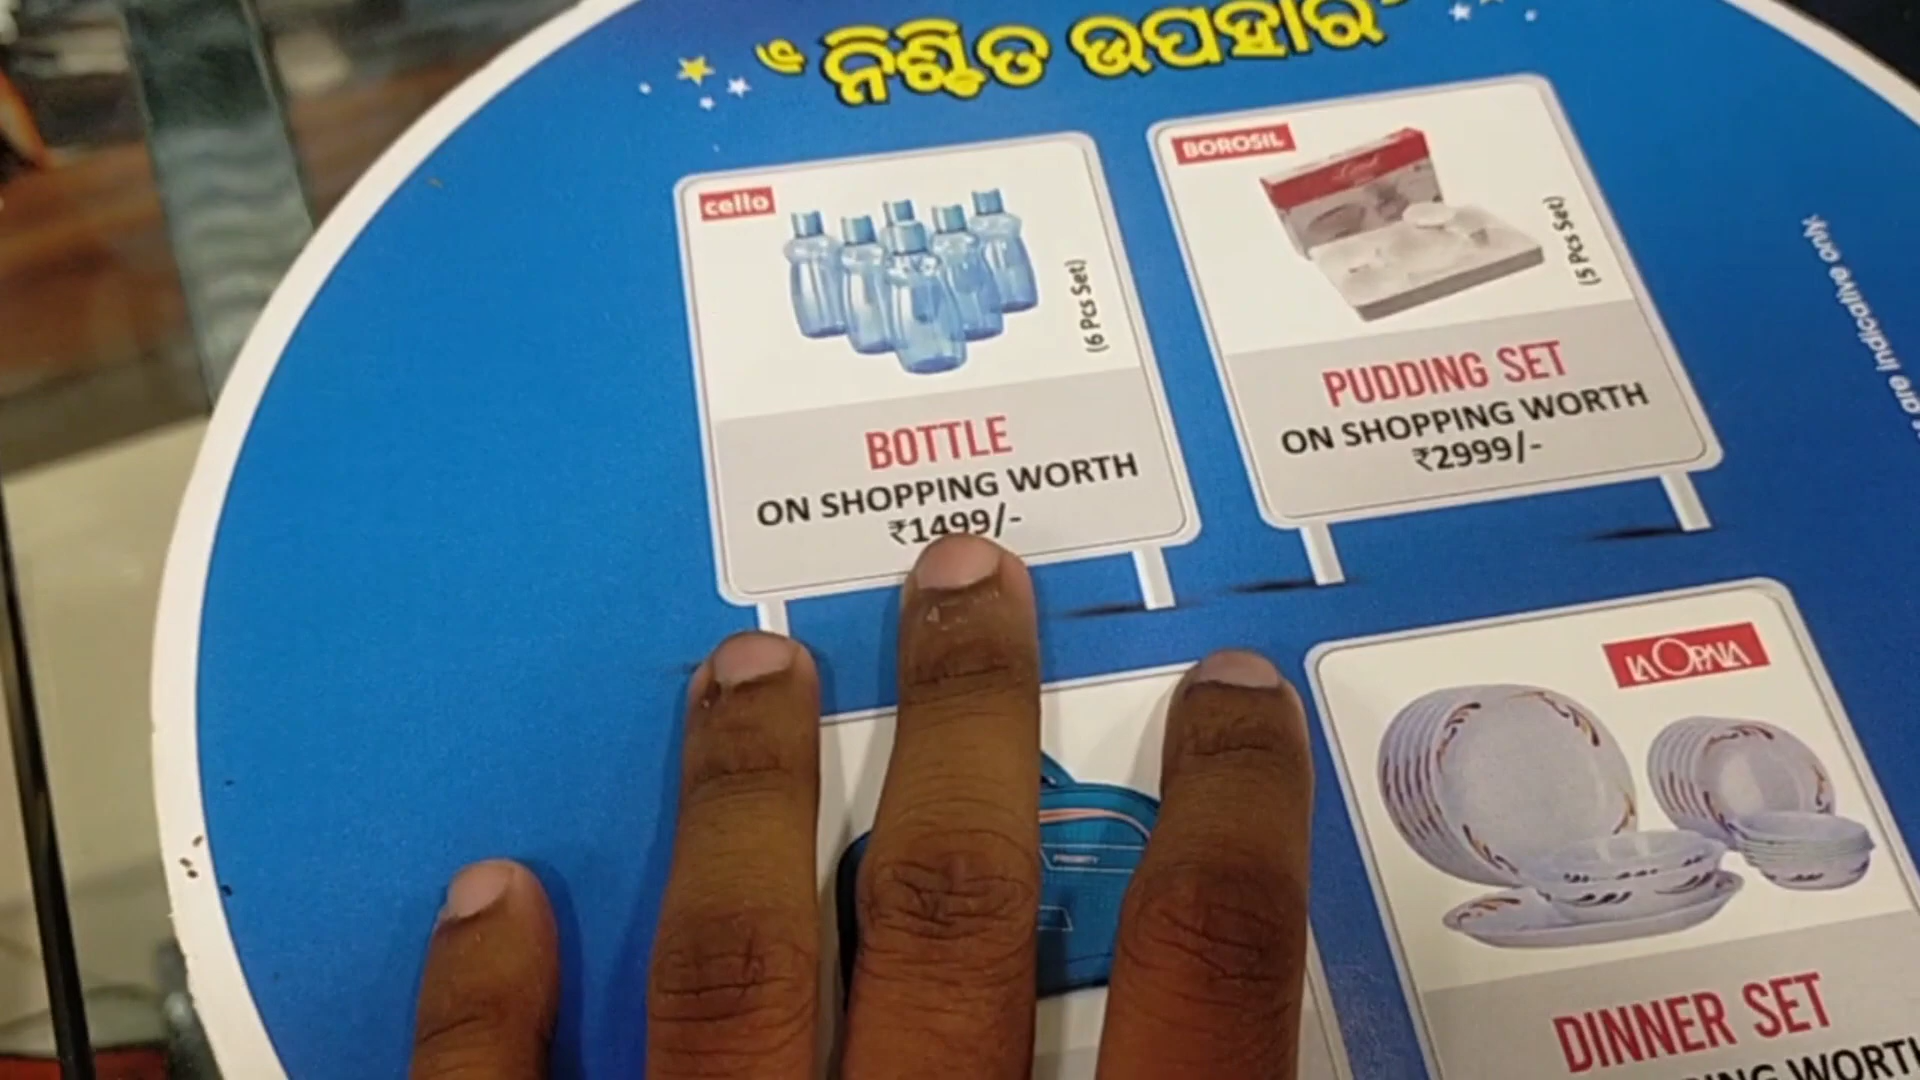 ଓ ନିଶ୍ଚିତ ଉପହାର
cello
(6 Pcs Set)
BOTTLE
ON SHOPPING WORTH
₹1499/-
BOROSIL
(5 Pcs Set)
PUDDING SET
ON SHOPPING WORTH
₹2999/-
are indicative only.
PRIORITY
LA OPALA
DINNER SET